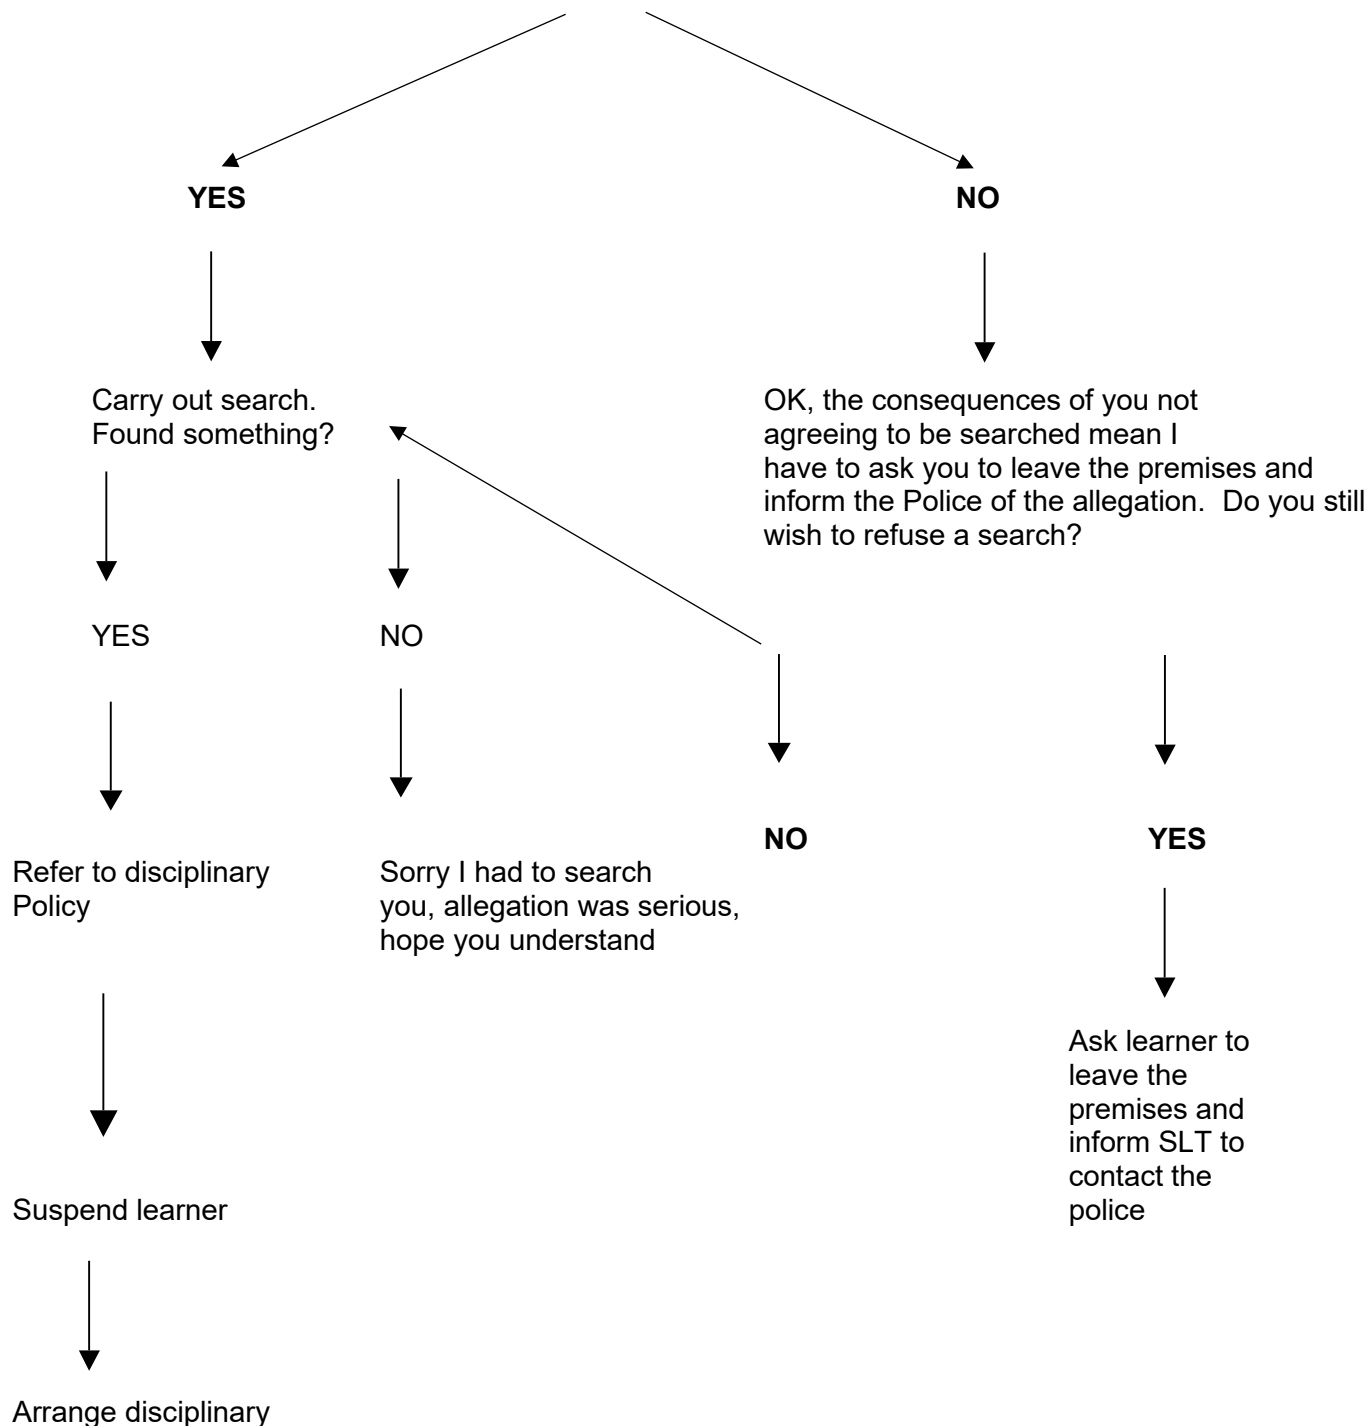 YES
NO
Carry out search.
Found something?
OK, the consequences of you not
agreeing to be searched mean I
have to ask you to leave the premises and
inform the Police of the allegation.  Do you still
wish to refuse a search?
YES
NO
NO
YES
Refer to disciplinary
Policy
Sorry I had to search
you, allegation was serious,
hope you understand
Ask learner to
leave the
premises and
inform SLT to
contact the
police
Suspend learner
Arrange disciplinary